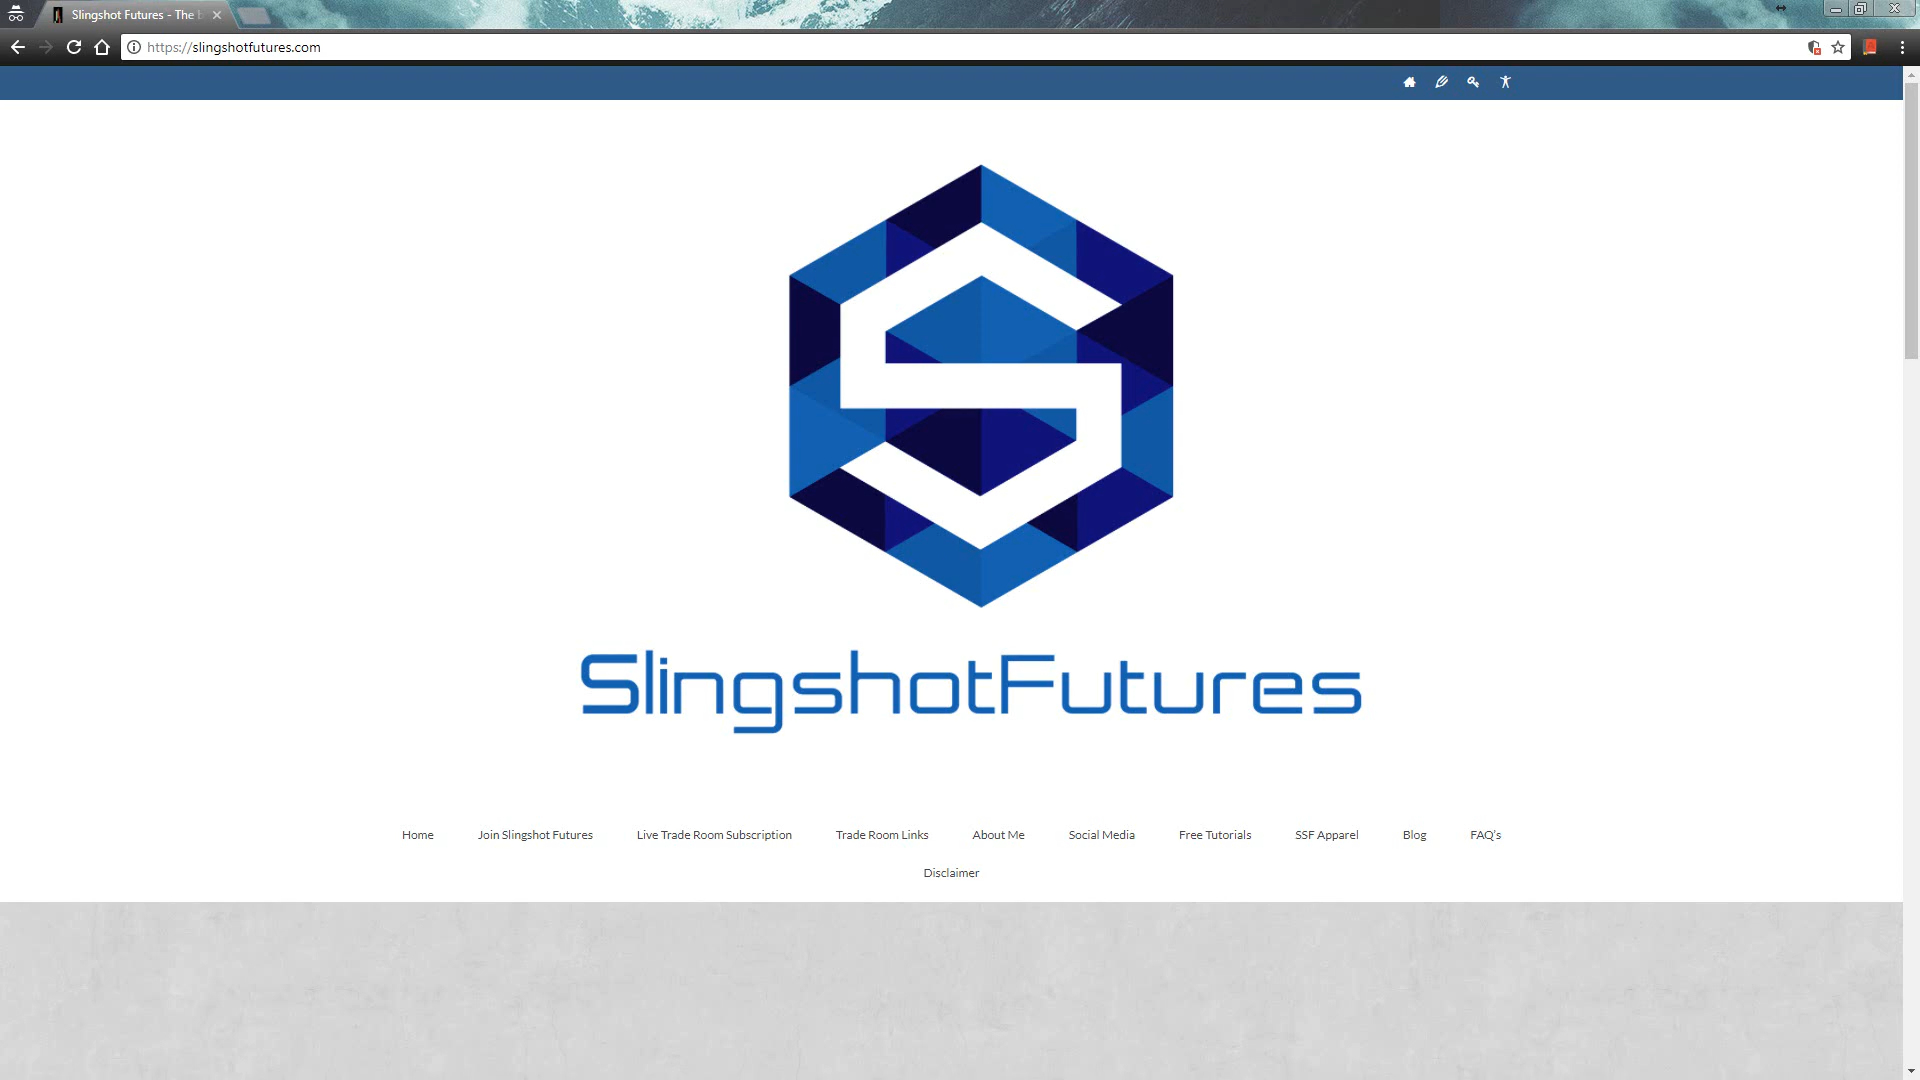 Slingshot Futures - The b
https://slingshotfutures.com
SlingshotFutures
Home Join Slingshot Futures Live Trade Room Subscription Trade Room Links About Me Social Media Free Tutorials SSF Apparel Blog FAQ's
Disclaimer